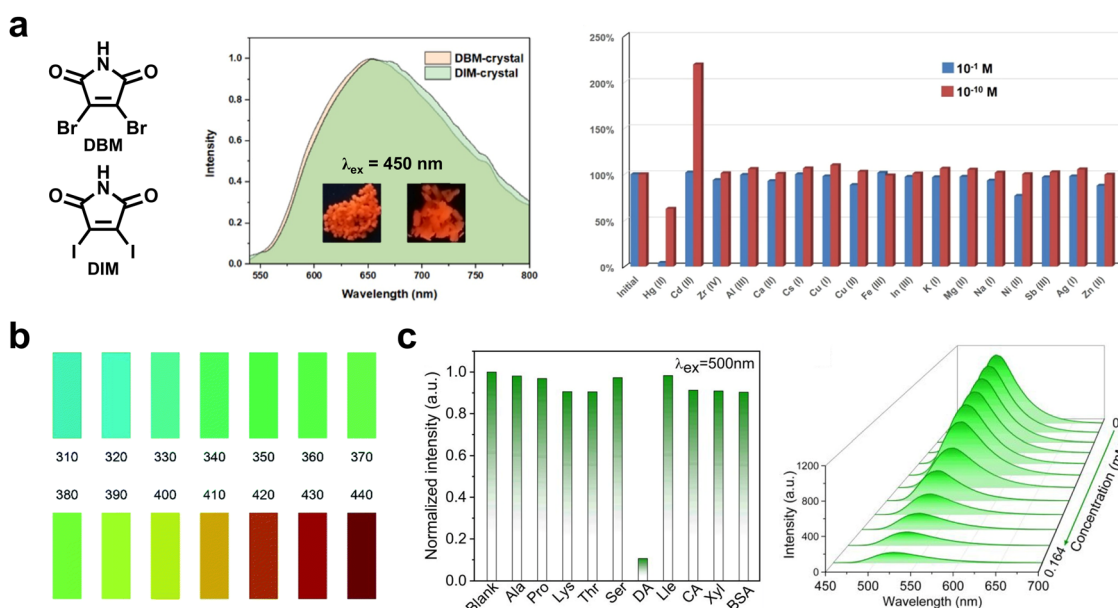 a
H
N
O
O
Br
Br
DBM
H
N
O
O
I
I
DIM
Intensity
1.0
0.8
0.6
0.4
0.2
0.0
DBM-crystal
DIM-crystal
λex = 450 nm
550
600
650
700
750
800
Wavelength (nm)
250%
200%
150%
100%
50%
0%
10-1 M
10-10 M
Initial
Hg (II)
Cd (II)
Zr (IV)
Al (III)
Ca (II)
Cs (I)
Cu (I)
Cu (II)
Fe (III)
In (III)
K (I)
Mg (II)
Na (I)
Ni (II)
Sb (III)
Ag (I)
Zn (II)
b
310 320 330 340 350 360 370
380 390 400 410 420 430 440
c
Normalized intensity (a.u.)
1.0
0.8
0.6
0.4
0.2
0.0
λex=500nm
Blank
Ala
Pro
Lys
Thr
Ser
DA
Lle
CA
Xyl
BSA
Intensity (a.u.)
1200
800
400
0
450
500
550
600
650
700
Wavelength (nm)
0.164
Concentration